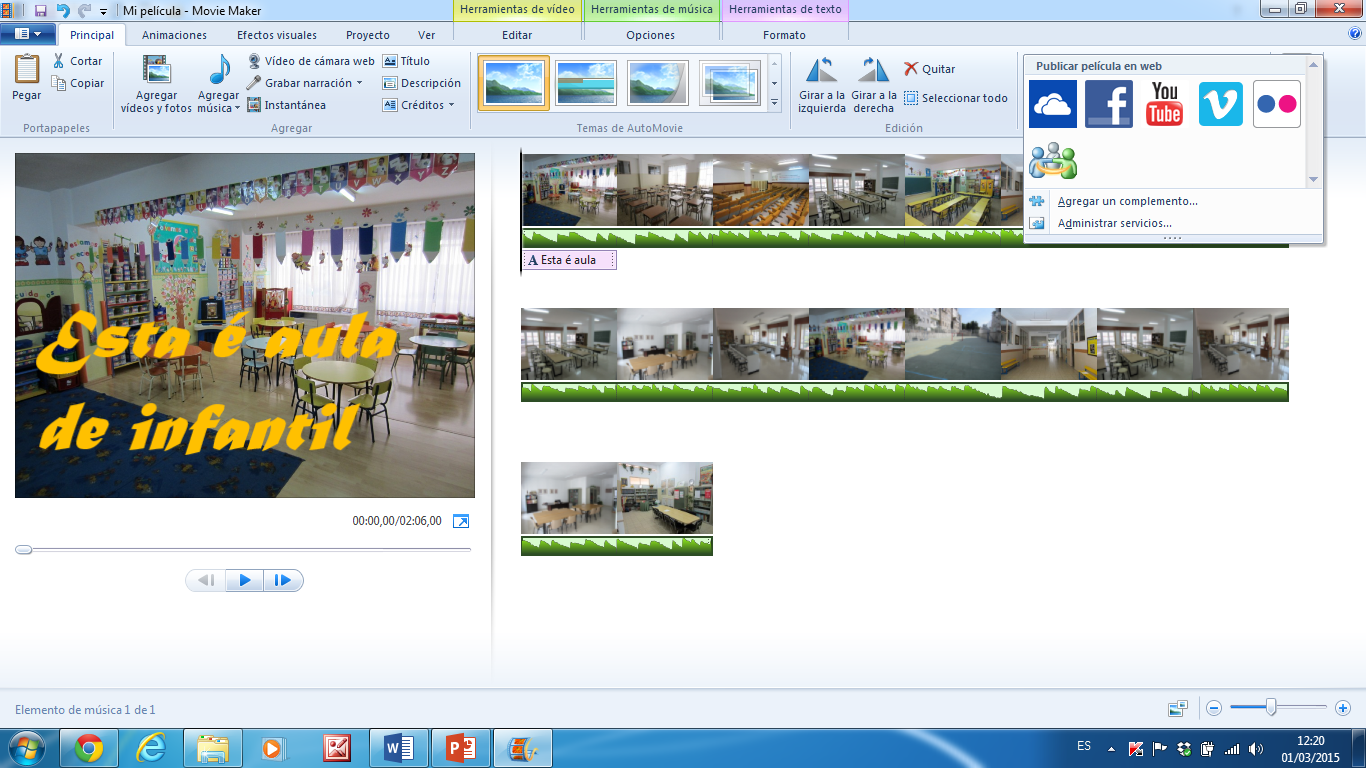 Mi película - Movie Maker
Herramientas de vídeo
Herramientas de música
Herramientas de texto
Principal
Animaciones
Efectos visuales
Proyecto
Ver
Editar
Opciones
Formato
Pegar
Cortar
Copiar
Portapapeles
Agregar
vídeos y fotos
Agregar
música
Vídeo de cámara web
Grabar narración
Instantánea
Título
Descripción
Créditos
Agregar
Temas de AutoMovie
Girar a la
izquierda
Girar a la
derecha
Quitar
Seleccionar todo
Edición
Publicar película en web
You
Tube
Agregar un complemento...
Administrar servicios...
Esta é aula
de infantil
A Esta é aula
00:00,00/02:06,00
Elemento de música 1 de 1
ES
12:20
01/03/2015